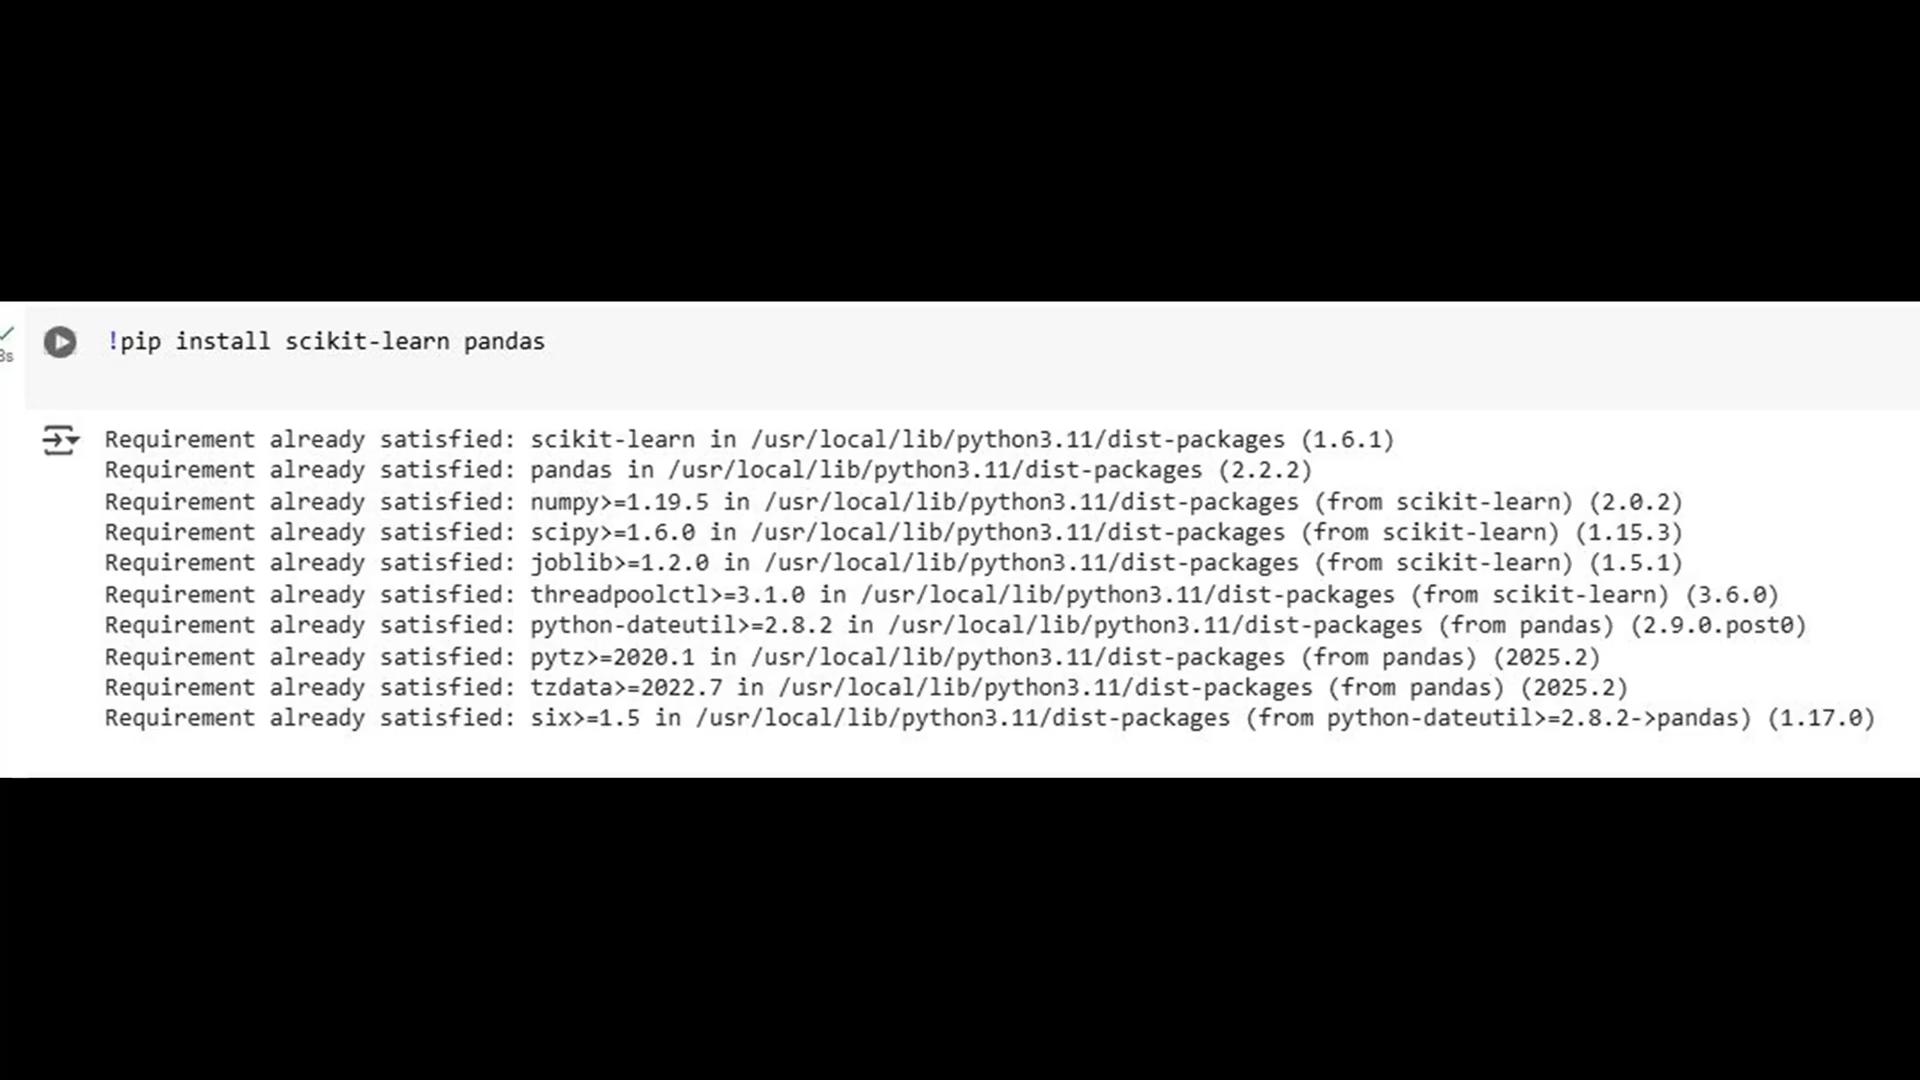 !pip install scikit-learn pandas
Requirement already satisfied: scikit-learn in /usr/local/lib/python3.11/dist-packages (1.6.1)
Requirement already satisfied: pandas in /usr/local/lib/python3.11/dist-packages (2.2.2)
Requirement already satisfied: numpy>=1.19.5 in /usr/local/lib/python3.11/dist-packages (from scikit-learn) (2.0.2)
Requirement already satisfied: scipy>=1.6.0 in /usr/local/lib/python3.11/dist-packages (from scikit-learn) (1.15.3)
Requirement already satisfied: joblib>=1.2.0 in /usr/local/lib/python3.11/dist-packages (from scikit-learn) (1.5.1)
Requirement already satisfied: threadpoolctl>=3.1.0 in /usr/local/lib/python3.11/dist-packages (from scikit-learn) (3.6.0)
Requirement already satisfied: python-dateutil>=2.8.2 in /usr/local/lib/python3.11/dist-packages (from pandas) (2.9.0.post0)
Requirement already satisfied: pytz>=2020.1 in /usr/local/lib/python3.11/dist-packages (from pandas) (2025.2)
Requirement already satisfied: tzdata>=2022.7 in /usr/local/lib/python3.11/dist-packages (from pandas) (2025.2)
Requirement already satisfied: six>=1.5 in /usr/local/lib/python3.11/dist-packages (from python-dateutil>=2.8.2->pandas) (1.17.0)